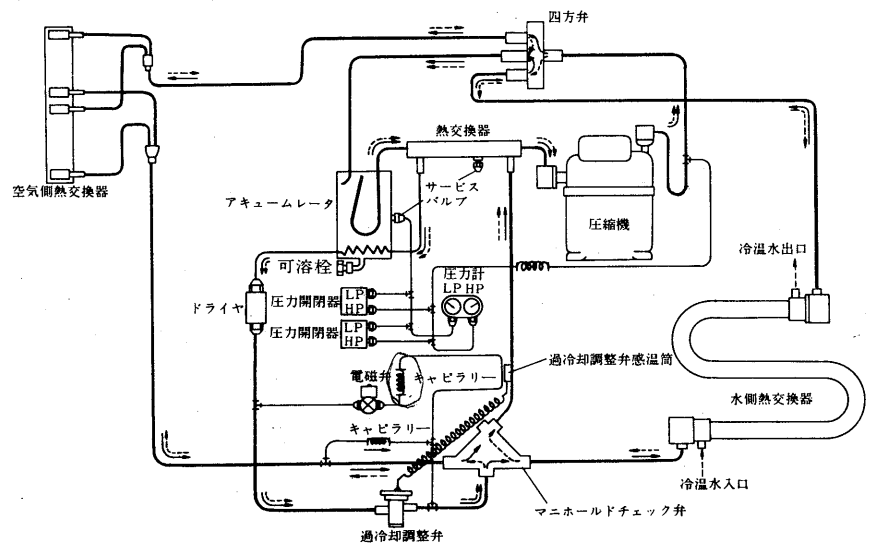 四方弁
熱交換器
空気側熱交換器
アキュームレータ
サービス
バルブ
圧縮機
冷温水出口
可溶栓
圧力計
LP HP
ドライヤ
圧力開閉器
LP
HP
圧力開閉器
LP
HP
過冷却調整弁感温筒
電磁弁
キャピラリー
水側熱交換器
キャピラリー
冷温水入口
マニホールドチェック弁
過冷却調整弁